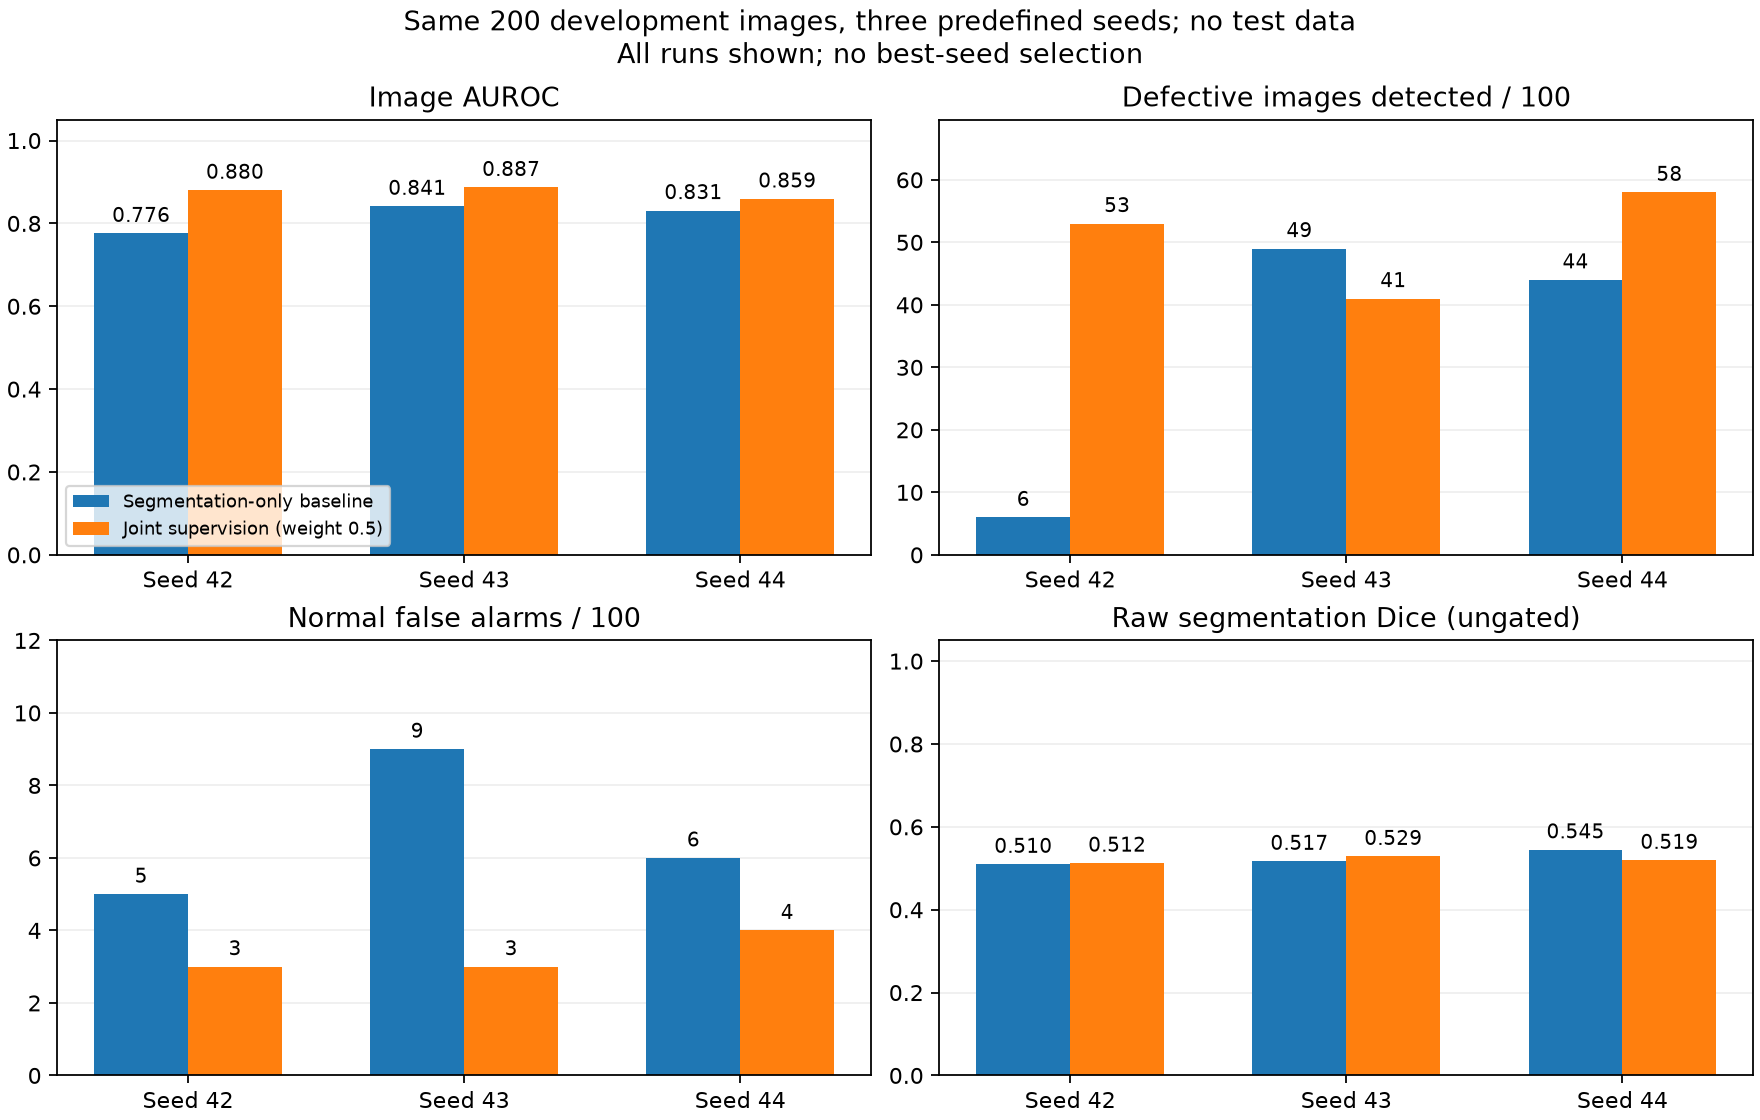 Same 200 development images, three predefined seeds; no test data
All runs shown; no best-seed selection
Image AUROC
1.0
0.8
0.6
0.4
0.2
0.0
0.776
0.880
0.841
0.887
0.831
0.859
Segmentation-only baseline
Joint supervision (weight 0.5)
Seed 42
Seed 43
Seed 44
Defective images detected / 100
60
50
40
30
20
10
0
6
53
49
41
44
58
Seed 42
Seed 43
Seed 44
Normal false alarms / 100
12
10
8
6
4
2
0
5
3
9
3
6
4
Seed 42
Seed 43
Seed 44
Raw segmentation Dice (ungated)
1.0
0.8
0.6
0.4
0.2
0.0
0.510
0.512
0.517
0.529
0.545
0.519
Seed 42
Seed 43
Seed 44